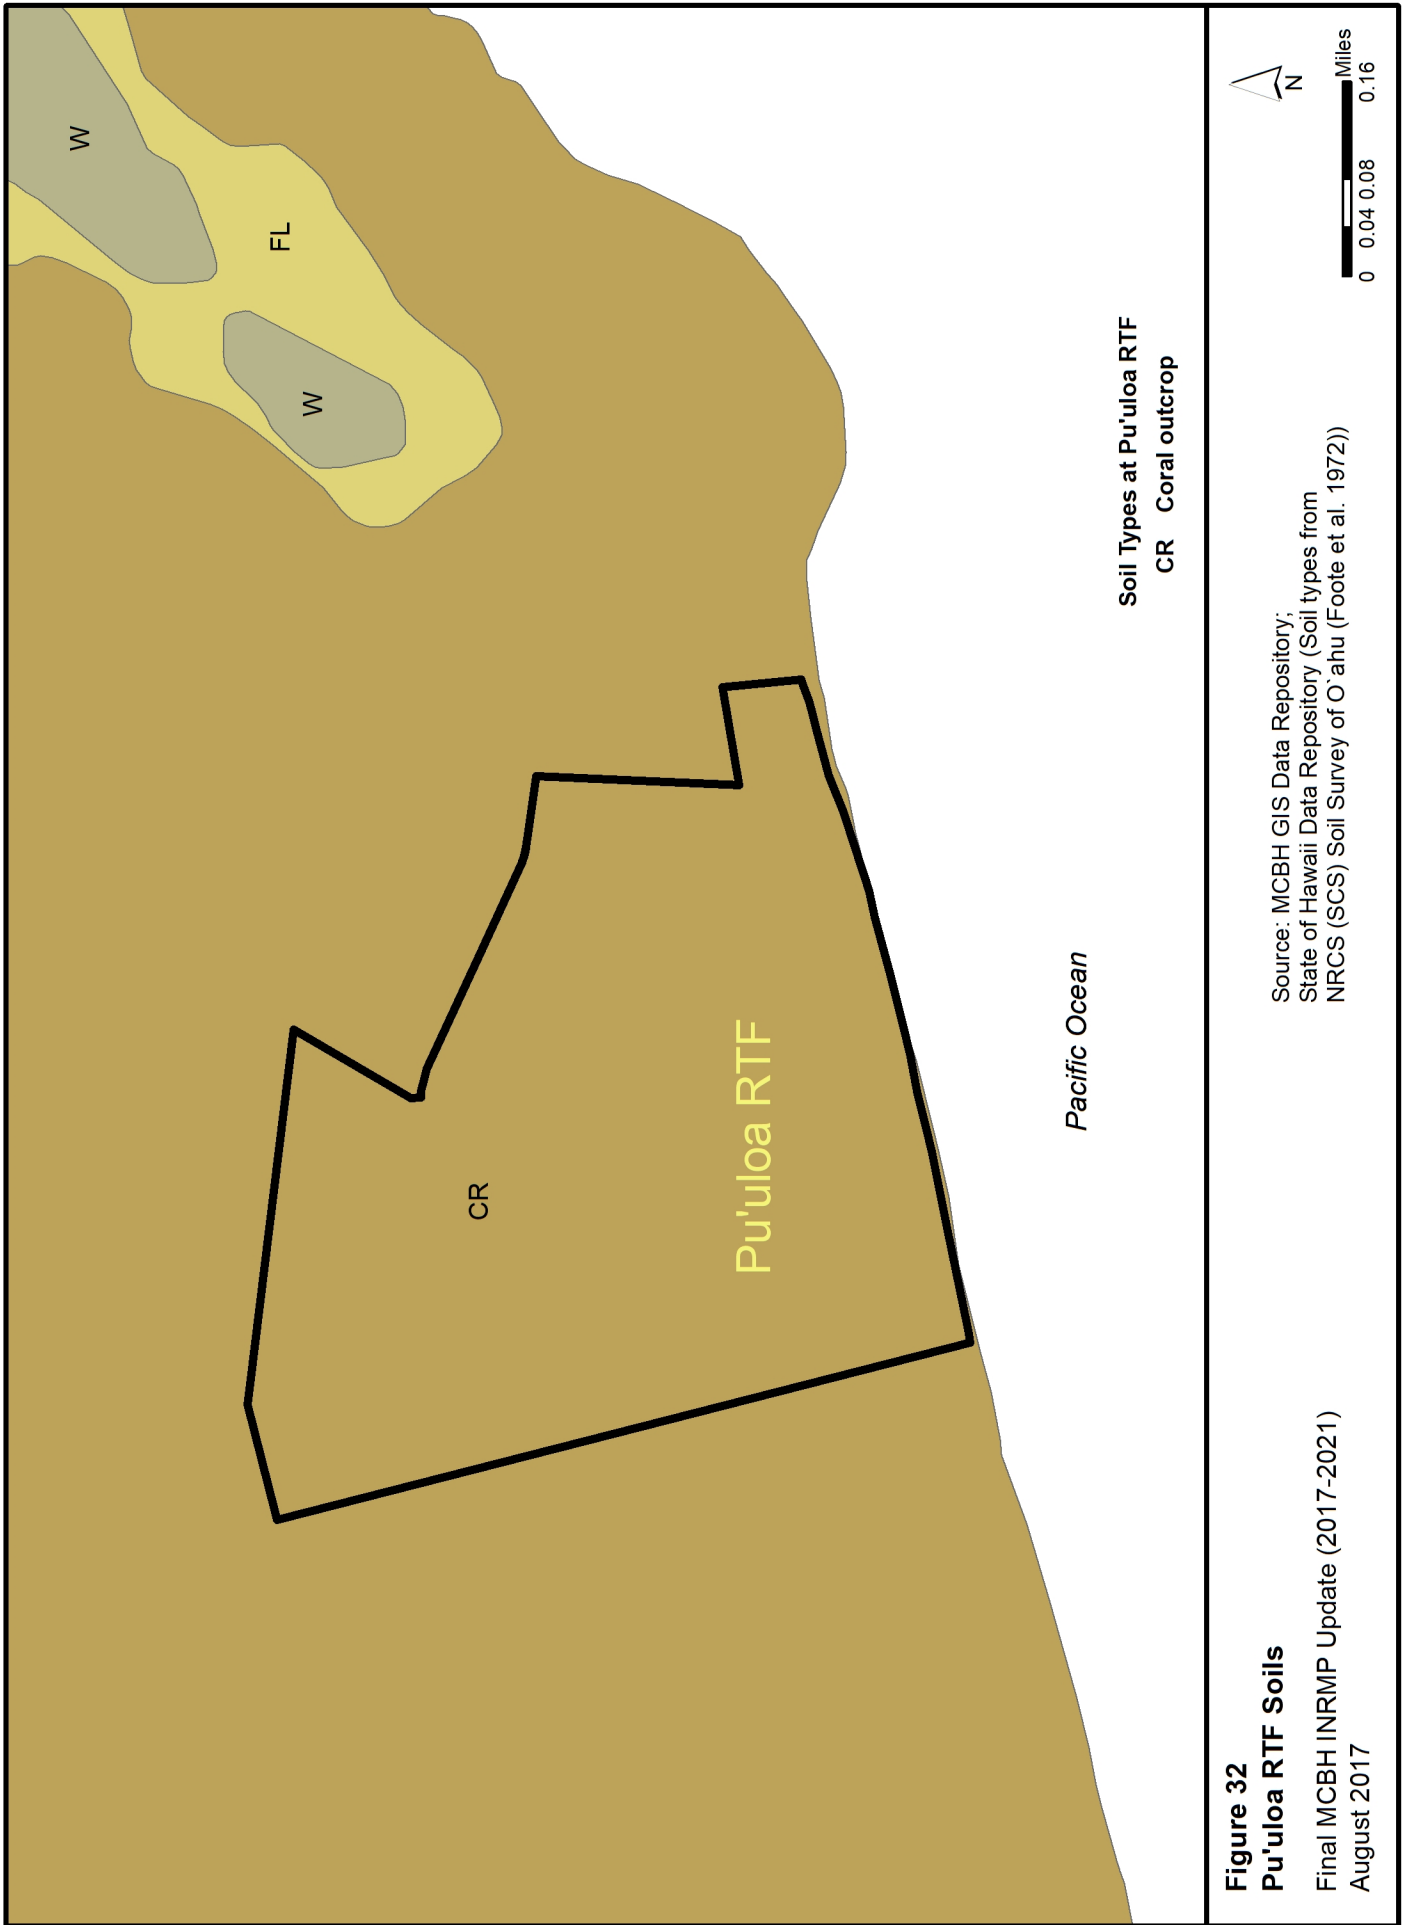 W
FL
W
CR
Pu'uloa RTF
Pacific Ocean
Soil Types at Pu'uloa RTF
CR Coral outcrop
Figure 32
Pu'uloa RTF Soils
Final MCBH INRMP Update (2017-2021)
August 2017
Source: MCBH GIS Data Repository;
State of Hawaii Data Repository (Soil types from
NRCS (SCS) Soil Survey of O`ahu (Foote et al. 1972))
N
Miles
0 0.04 0.08 0.16